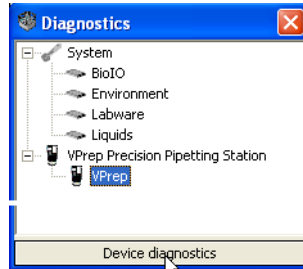 Diagnostics
System
BioIO
Environment
Labware
Liquids
VPrep Precision Pipetting Station
VPrep
Device diagnostics